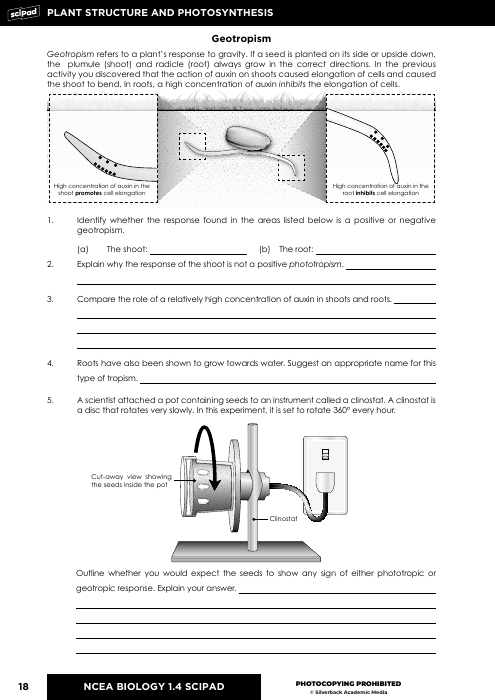 scipad PLANT STRUCTURE AND PHOTOSYNTHESIS
Geotropism
Geotropism refers to a plant's response to gravity. If a seed is planted on its side or upside down,
the plumule (shoot) and radicle (root) always grow in the correct directions. In the previous
activity you discovered that the action of auxin on shoots caused elongation of cells and caused
the shoot to bend. In roots, a high concentration of auxin inhibits the elongation of cells.
High concentration of auxin in the
shoot promotes cell elongation
High concentration of auxin in the
root inhibits cell elongation
1. Identify whether the response found in the areas listed below is a positive or negative
geotropism.
(a) The shoot: (b) The root:
2. Explain why the response of the shoot is not a positive phototropism.
3. Compare the role of a relatively high concentration of auxin in shoots and roots.
4. Roots have also been shown to grow towards water. Suggest an appropriate name for this
type of tropism.
5. A scientist attached a pot containing seeds to an instrument called a clinostat. A clinostat is
a disc that rotates very slowly. In this experiment, it is set to rotate 360° every hour.
Cut-away view showing
the seeds inside the pot
Clinostat
Outline whether you would expect the seeds to show any sign of either phototropic or
geotropic response. Explain your answer.
18 NCEA BIOLOGY 1.4 SCIPAD PHOTOCOPYING PROHIBITED
© Silverback Academic Media